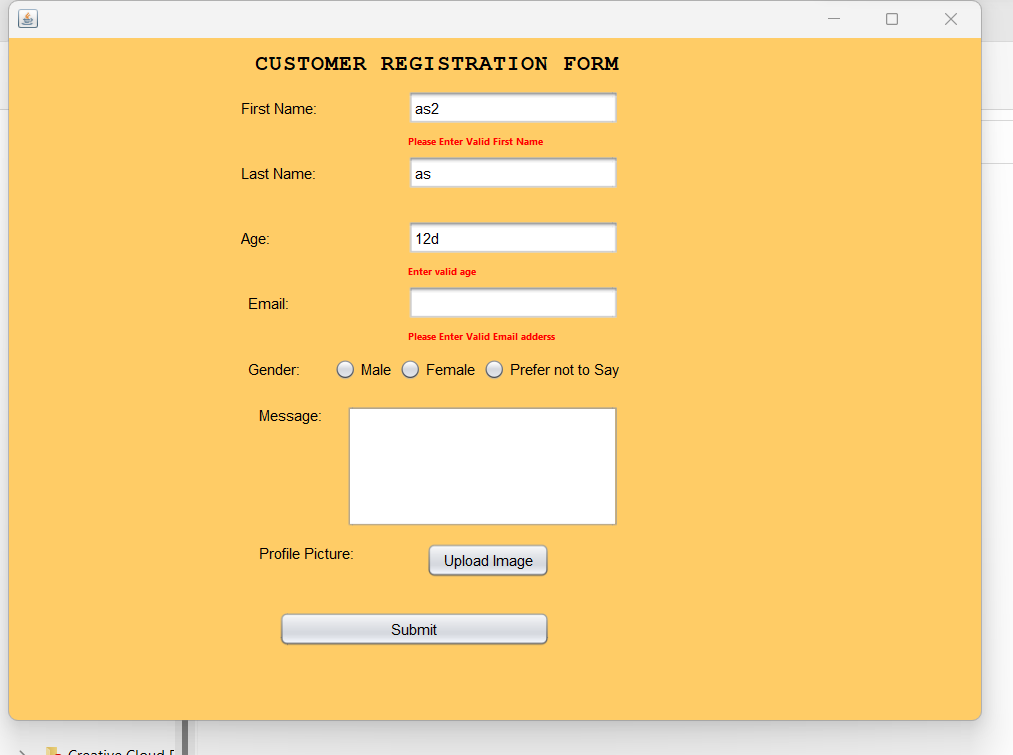 CUSTOMER REGISTRATION FORM
First Name:
as2
Please Enter Valid First Name
Last Name:
as
Age:
12d
Enter valid age
Email:
Please Enter Valid Email adderss
Gender: Male Female Prefer not to Say
Message:
Profile Picture:
Upload Image
Submit
Creative Cloud